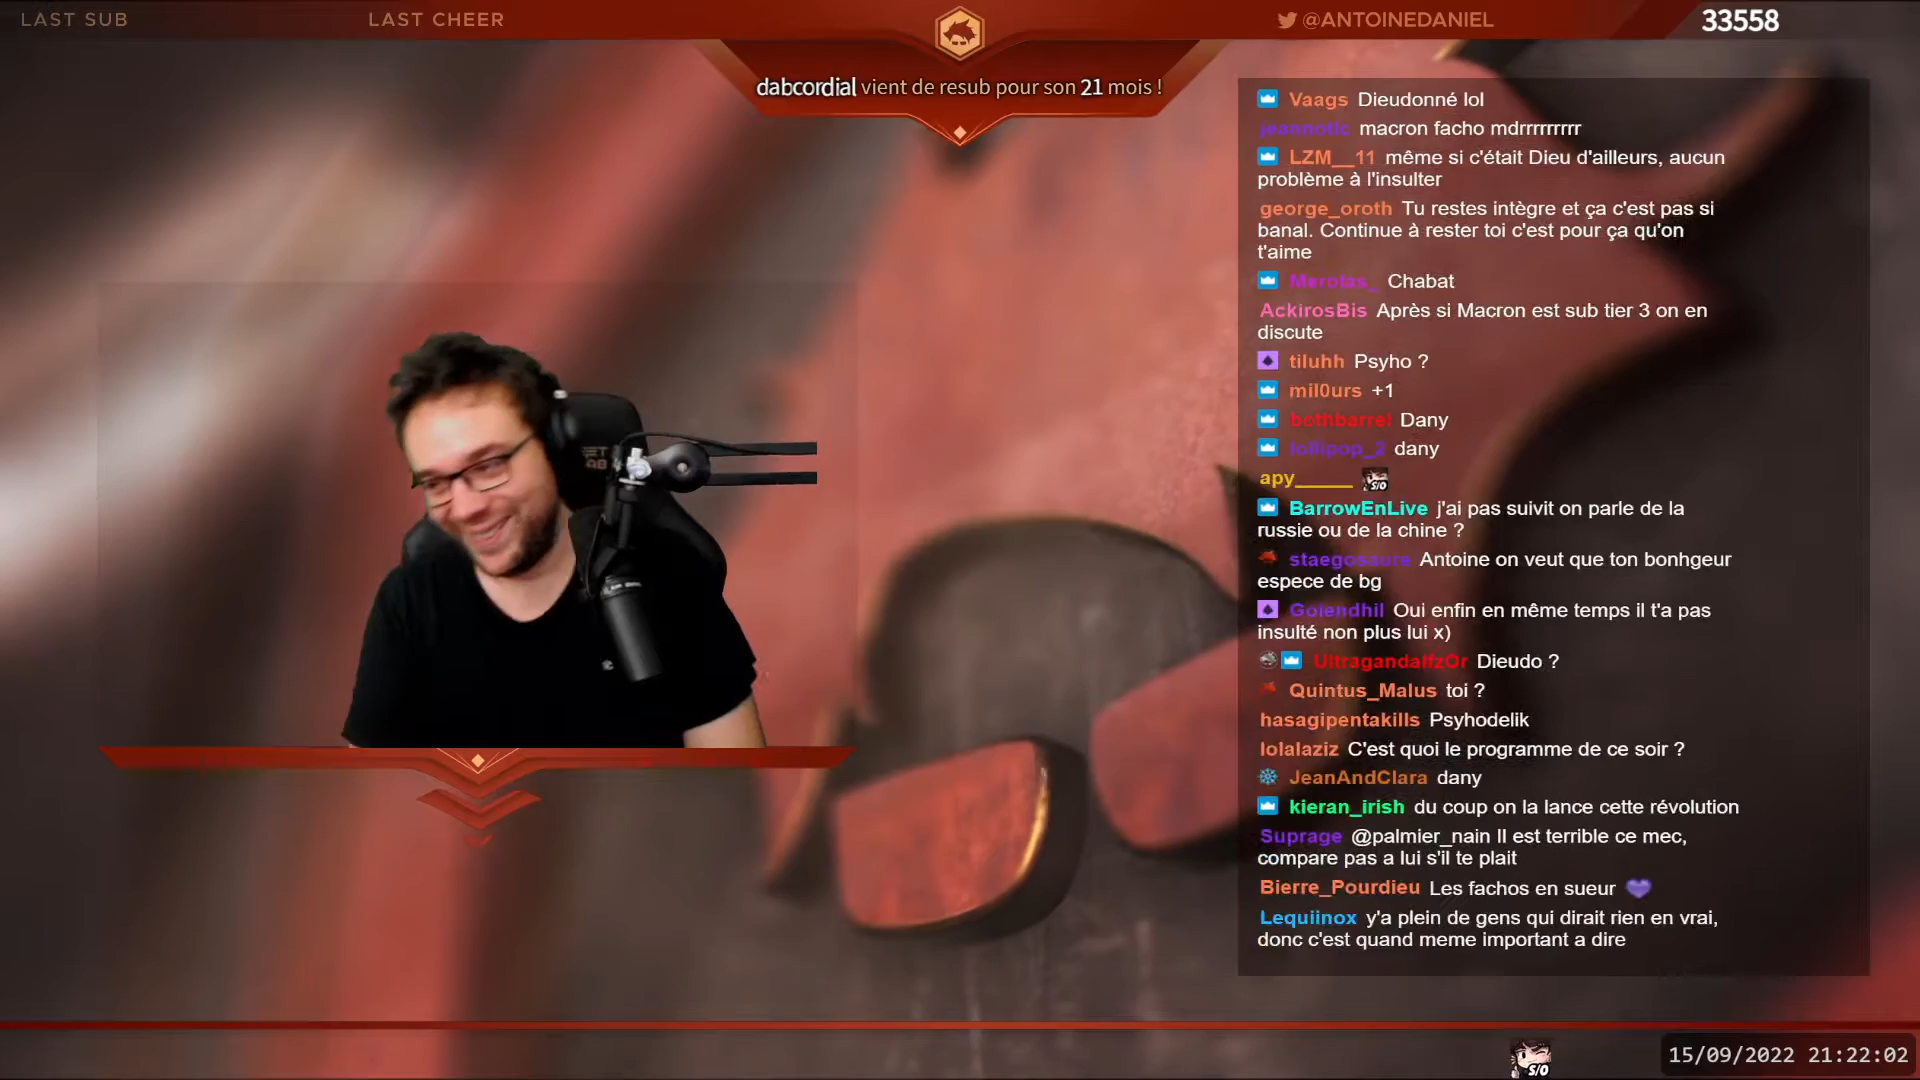 LAST SUB
LAST CHEER
@ANTOINEDANIEL
33558
dabcordial vient de resub pour son 21 mois !
Vaags Dieudonné lol
jeannotlc macron facho mdrrrrrrrrr
LZM__11 même si c'était Dieu d'ailleurs, aucun
problème à l'insulter
george_oroth Tu restes intègre et ça c'est pas si
banal. Continue à rester toi c'est pour ça qu'on
t'aime
Merolas_ Chabat
AckirosBis Après si Macron est sub tier 3 on en
discute
tiluhh Psyho ?
mil0urs +1
bothbarrel Dany
lollipop_2 dany
apy_____ S/O
BarrowEnLive j'ai pas suivit on parle de la
russie ou de la chine ?
staegosaure Antoine on veut que ton bonhgeur
espece de bg
Golendhil Oui enfin en même temps il t'a pas
insulté non plus lui x)
UltragandalfzOr Dieudo ?
Quintus_Malus toi ?
hasagipentakills Psyhodelik
lolalaziz C'est quoi le programme de ce soir ?
JeanAndClara dany
kieran_irish du coup on la lance cette révolution
Suprage @palmier_nain Il est terrible ce mec,
compare pas a lui s'il te plait
Bierre_Pourdieu Les fachos en sueur
Lequiinox y'a plein de gens qui dirait rien en vrai,
donc c'est quand meme important a dire
S/O
15/09/2022 21:22:02